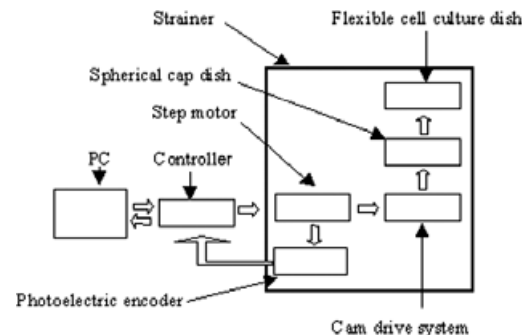 Strainer
Flexible cell culture dish
Spherical cap dish
Step motor
PC
Controller
Photoelectric encoder
Cam drive system